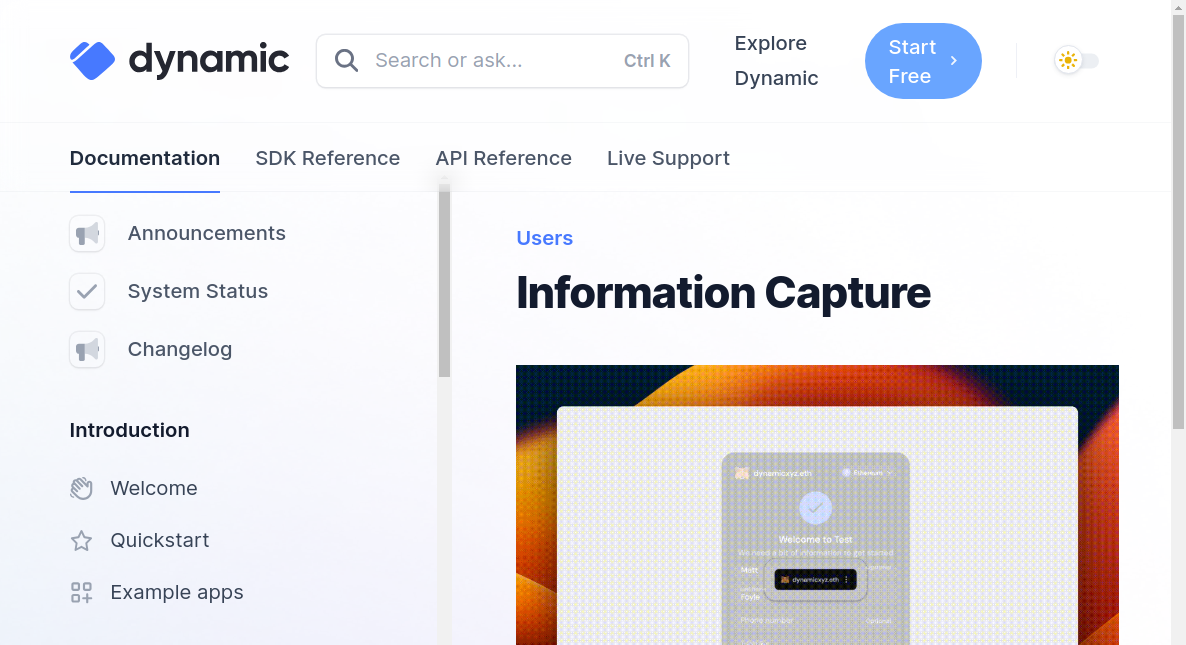 dynamic
Search or ask...
Ctrl K
Explore
Dynamic
Start
Free
Documentation
SDK Reference
API Reference
Live Support
Announcements
System Status
Changelog
Introduction
Welcome
Quickstart
Example apps
Users
Information Capture
dynamicxyz.eth
Ethereum
Welcome to Test
We need a bit of information to get started
Matt
optional
dynamicxyz.eth
Foyle
Phone number
optional